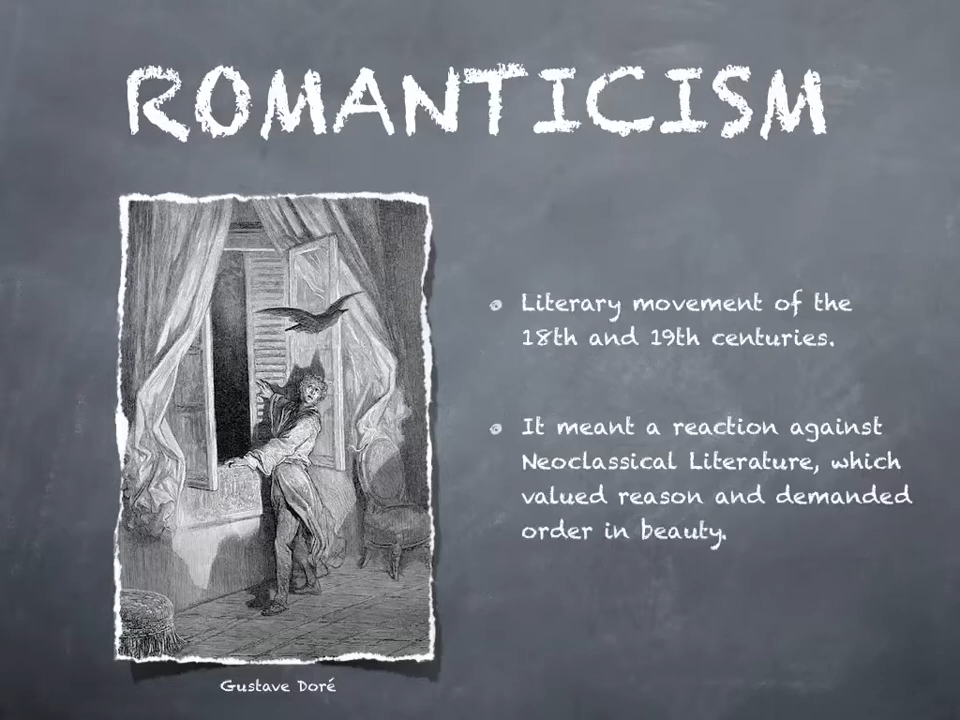 ROMANTICISM
Literary movement of the
18th and 19th centuries.
It meant a reaction against
Neoclassical Literature, which
valued reason and demanded
order in beauty.
Gustave Doré